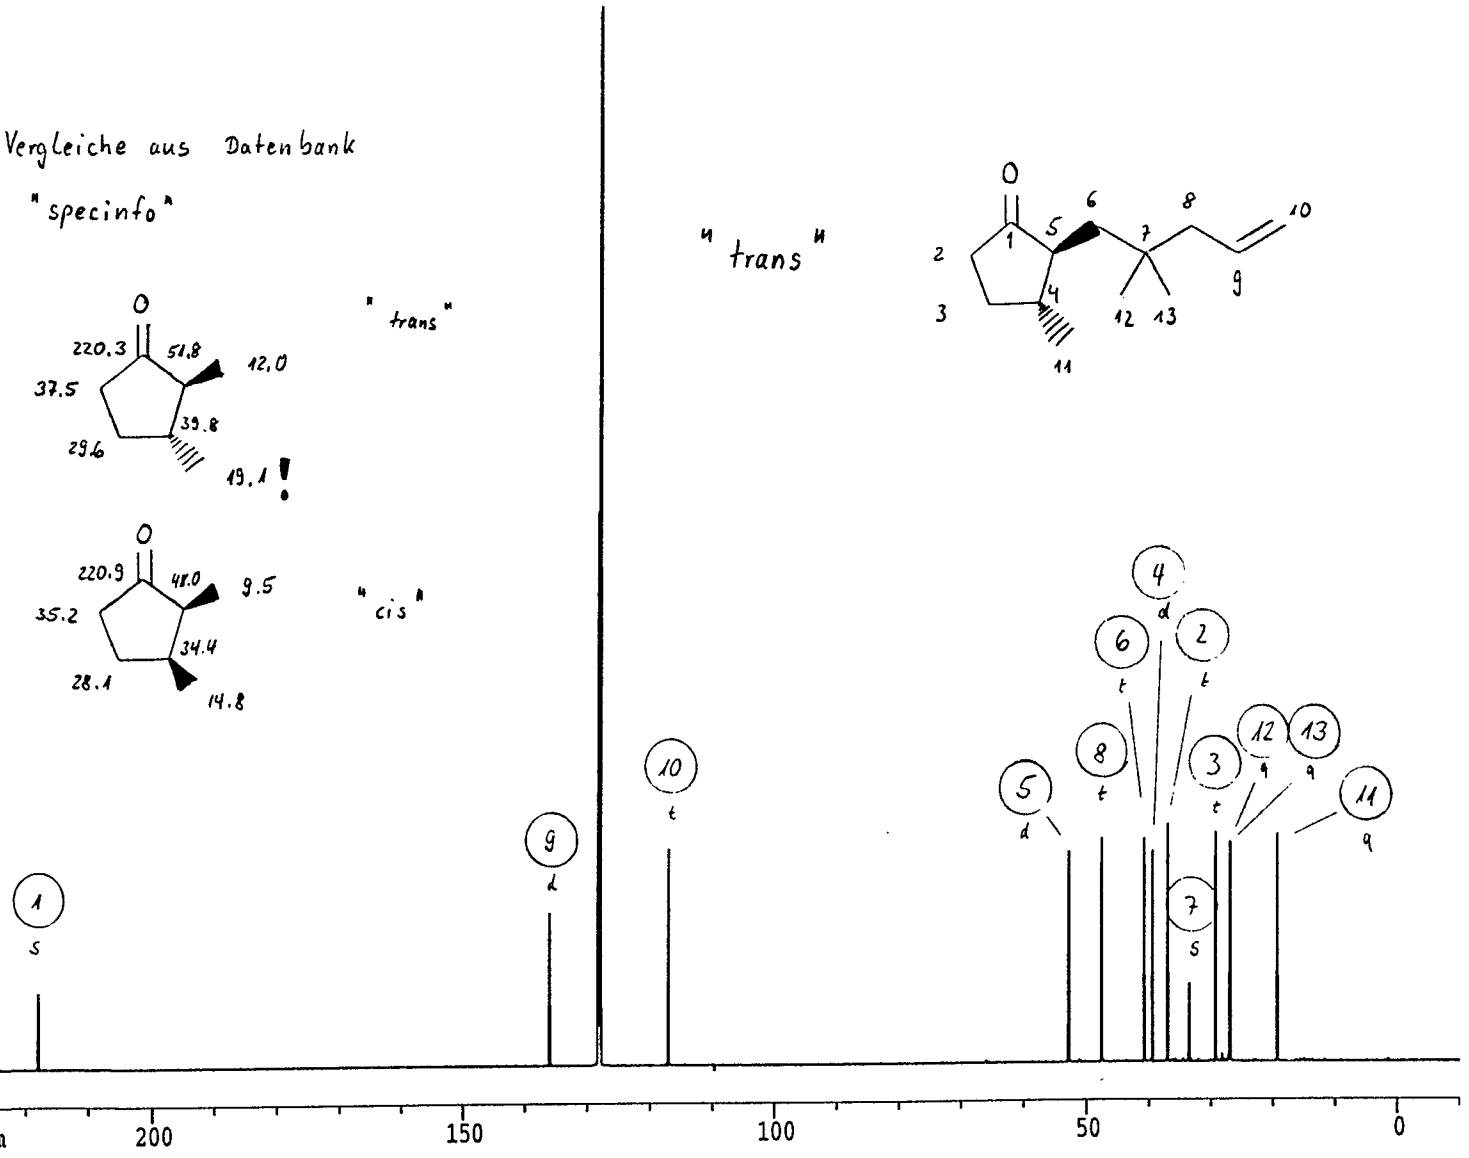 Vergleiche aus Datenbank
"specinfo"
"trans"
O
220.3
51.8
12.0
37.5
39.8
29.6
19.1 !
O
220.9
48.0
9.5
"cis"
35.2
34.4
28.1
14.8
"trans"
O
1
2
3
4
5
6
7
8
9
10
11
12
13
1
s
9
d
10
t
5
d
8
t
6
t
4
d
2
t
7
s
3
t
12
q
13
q
11
q
200
150
100
50
0